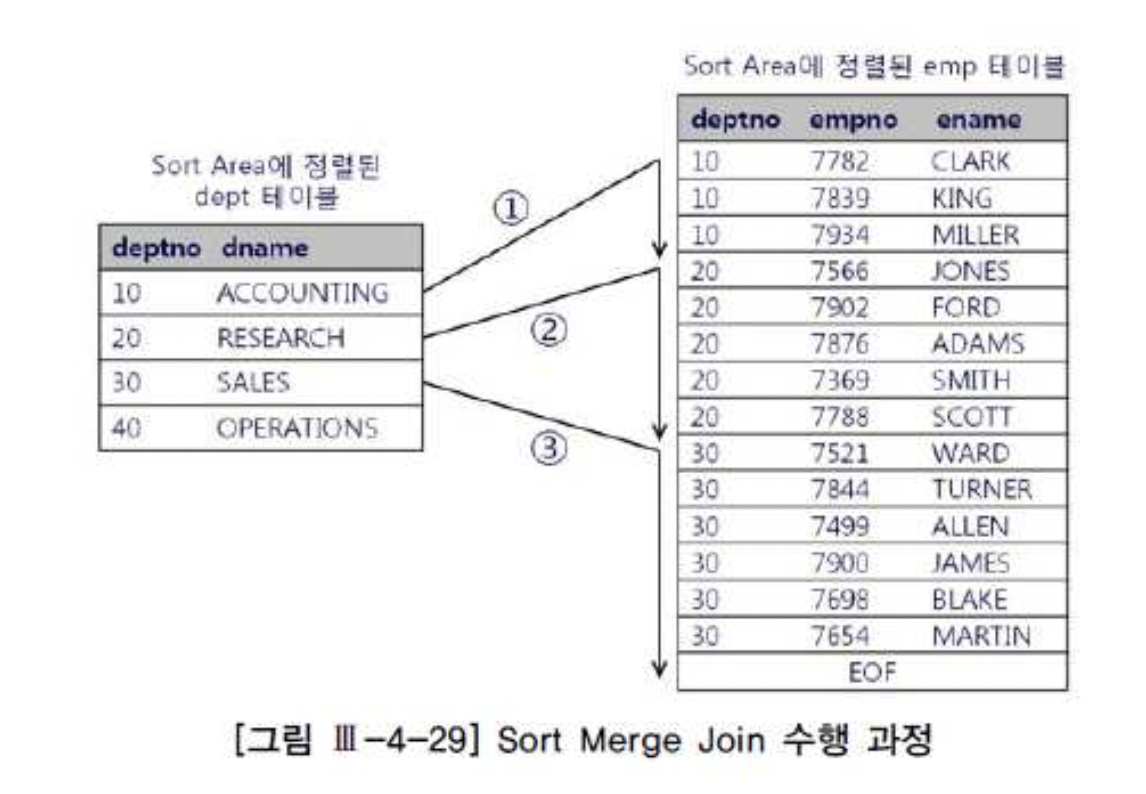 Sort Area에 정렬된 emp 테이블
deptno empno ename
10 7782 CLARK
10 7839 KING
10 7934 MILLER
20 7566 JONES
20 7902 FORD
20 7876 ADAMS
20 7369 SMITH
20 7788 SCOTT
30 7521 WARD
30 7844 TURNER
30 7499 ALLEN
30 7900 JAMES
30 7698 BLAKE
30 7654 MARTIN
EOF
Sort Area에 정렬된
dept 테이블
deptno dname
10 ACCOUNTING
20 RESEARCH
30 SALES
40 OPERATIONS
①
②
③
[그림 Ⅲ-4-29] Sort Merge Join 수행 과정